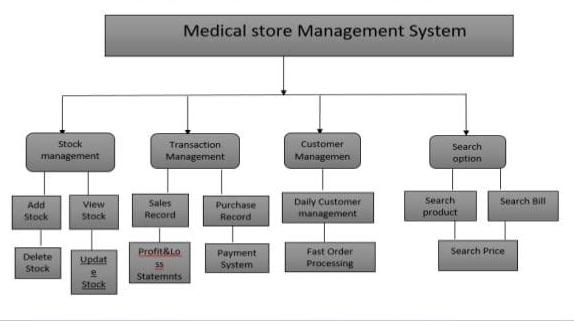 Medical store Management System
Stock
management
Transaction
Management
Customer
Managemen
Search
option
Add
Stock
View
Stock
Sales
Record
Purchase
Record
Daily Customer
management
Search
product
Search Bill
Delete
Stock
Updat
e
Stock
Profit&Lo
ss
Statemnts
Payment
System
Fast Order
Processing
Search Price